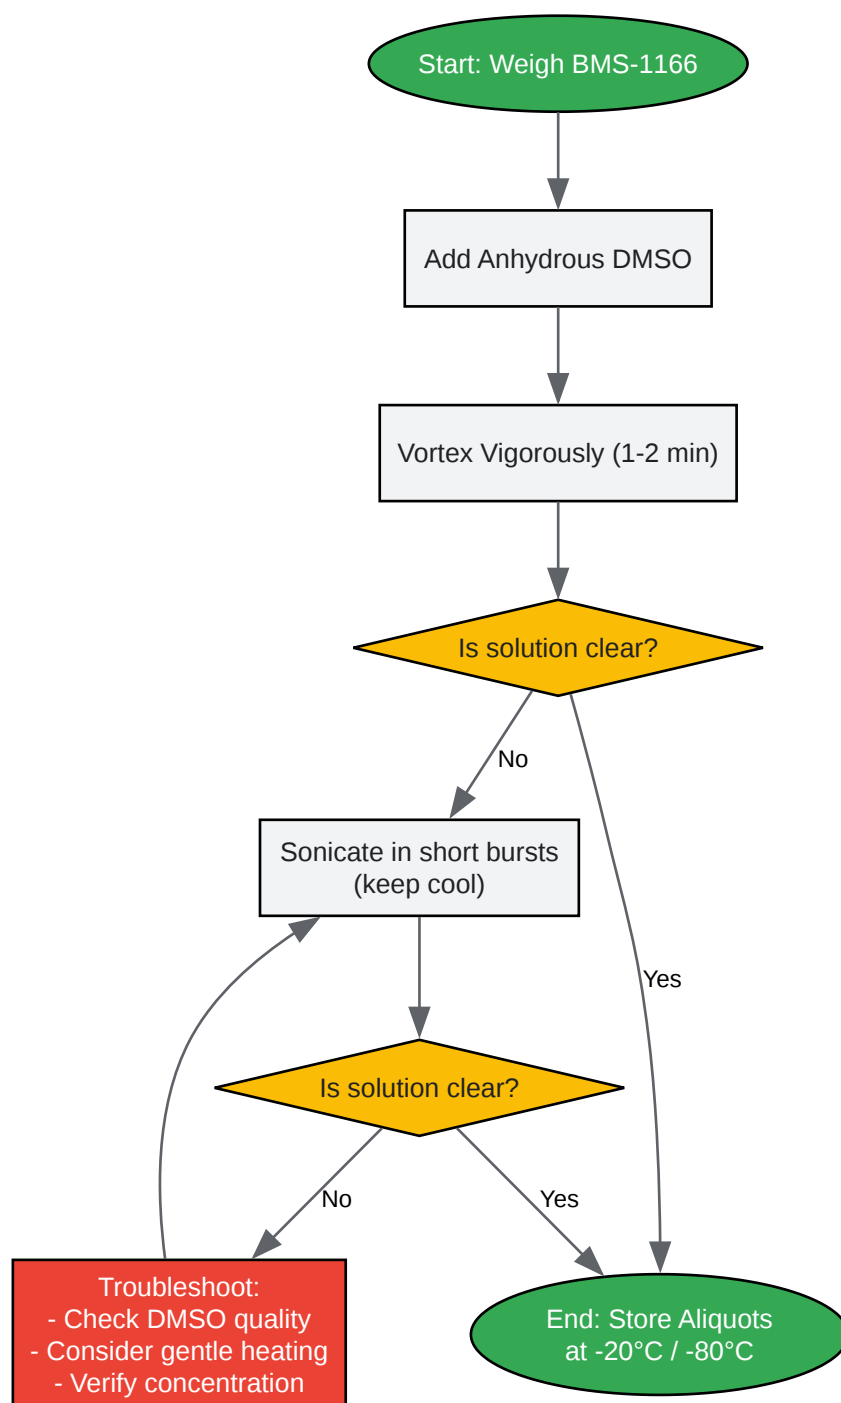 Start: Weigh BMS-1166
Add Anhydrous DMSO
Vortex Vigorously (1-2 min)
Is solution clear?
No
Sonicate in short bursts
(keep cool)
Yes
Is solution clear?
No
Yes
Troubleshoot:
- Check DMSO quality
- Consider gentle heating
- Verify concentration
End: Store Aliquots
at -20°C / -80°C